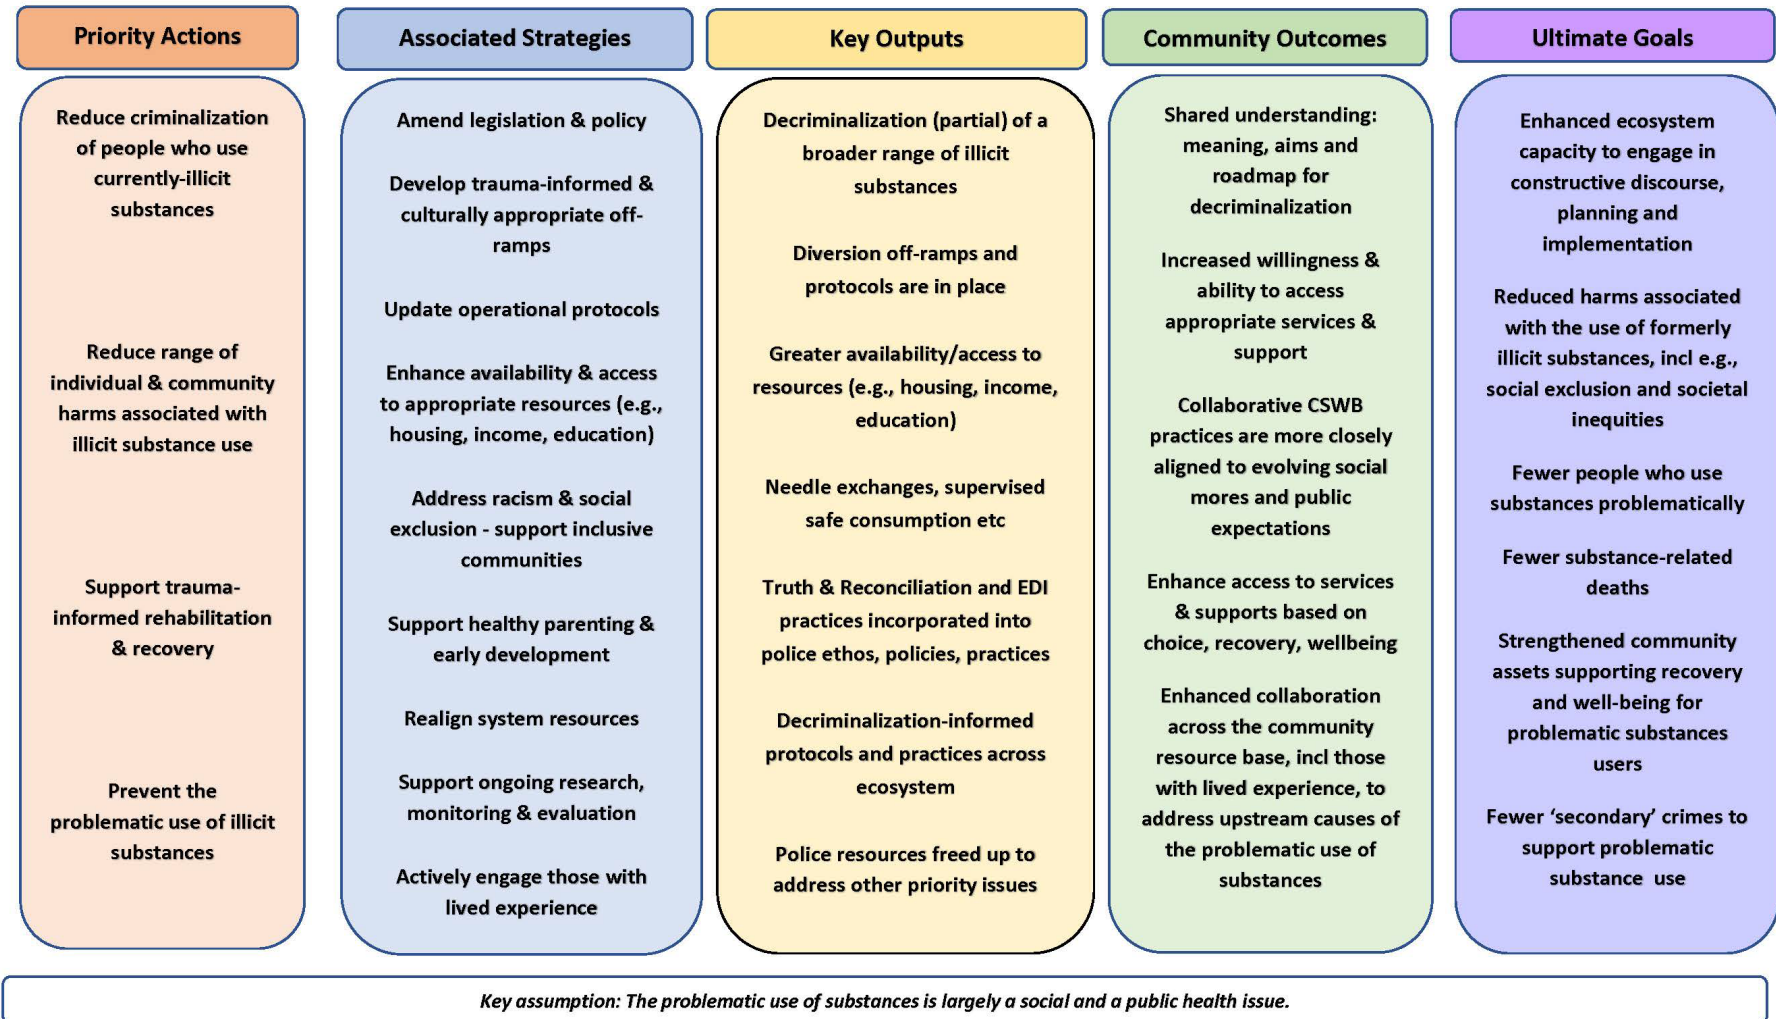 Priority Actions
Reduce criminalization
of people who use
currently-illicit
substances
Reduce range of
individual & community
harms associated with
illicit substance use
Support trauma-
informed rehabilitation
& recovery
Prevent the
problematic use of illicit
substances
Associated Strategies
Amend legislation & policy
Develop trauma-informed &
culturally appropriate off-
ramps
Update operational protocols
Enhance availability & access
to appropriate resources (e.g.,
housing, income, education)
Address racism & social
exclusion - support inclusive
communities
Support healthy parenting &
early development
Realign system resources
Support ongoing research,
monitoring & evaluation
Actively engage those with
lived experience
Key Outputs
Decriminalization (partial) of a
broader range of illicit
substances
Diversion off-ramps and
protocols are in place
Greater availability/access to
resources (e.g., housing, income,
education)
Needle exchanges, supervised
safe consumption etc
Truth & Reconciliation and EDI
practices incorporated into
police ethos, policies, practices
Decriminalization-informed
protocols and practices across
ecosystem
Police resources freed up to
address other priority issues
Community Outcomes
Shared understanding:
meaning, aims and
roadmap for
decriminalization
Increased willingness &
ability to access
appropriate services &
support
Collaborative CSWB
practices are more closely
aligned to evolving social
mores and public
expectations
Enhance access to services
& supports based on
choice, recovery, wellbeing
Enhanced collaboration
across the community
resource base, incl those
with lived experience, to
address upstream causes of
the problematic use of
substances
Ultimate Goals
Enhanced ecosystem
capacity to engage in
constructive discourse,
planning and
implementation
Reduced harms associated
with the use of formerly
illicit substances, incl e.g.,
social exclusion and societal
inequities
Fewer people who use
substances problematically
Fewer substance-related
deaths
Strengthened community
assets supporting recovery
and well-being for
problematic substances
users
Fewer ‘secondary’ crimes to
support problematic
substance use
Key assumption: The problematic use of substances is largely a social and a public health issue.